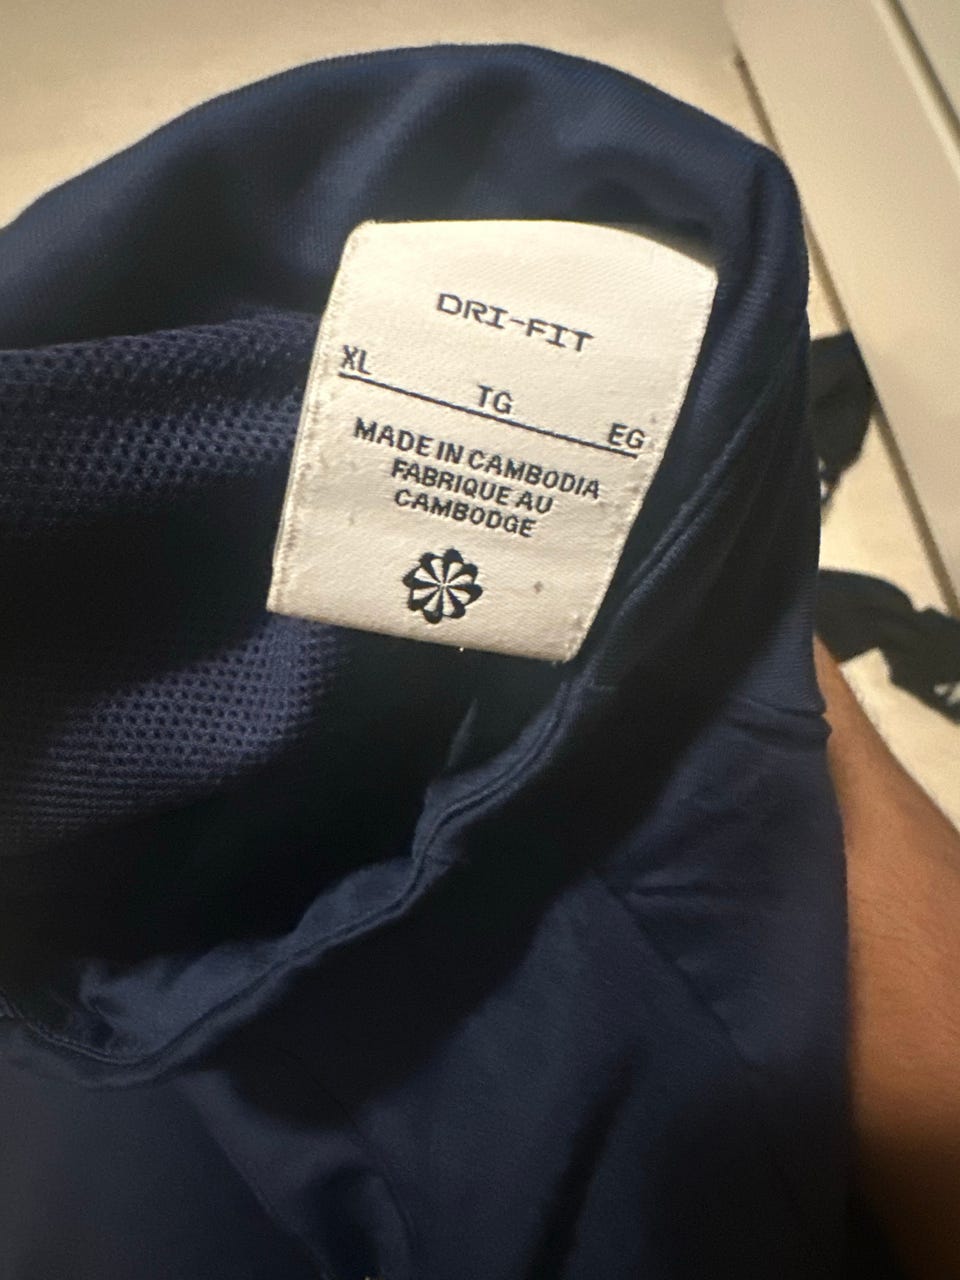 DRI-FIT
XL TG EG
MADE IN CAMBODIA
FABRIQUE AU
CAMBODGE